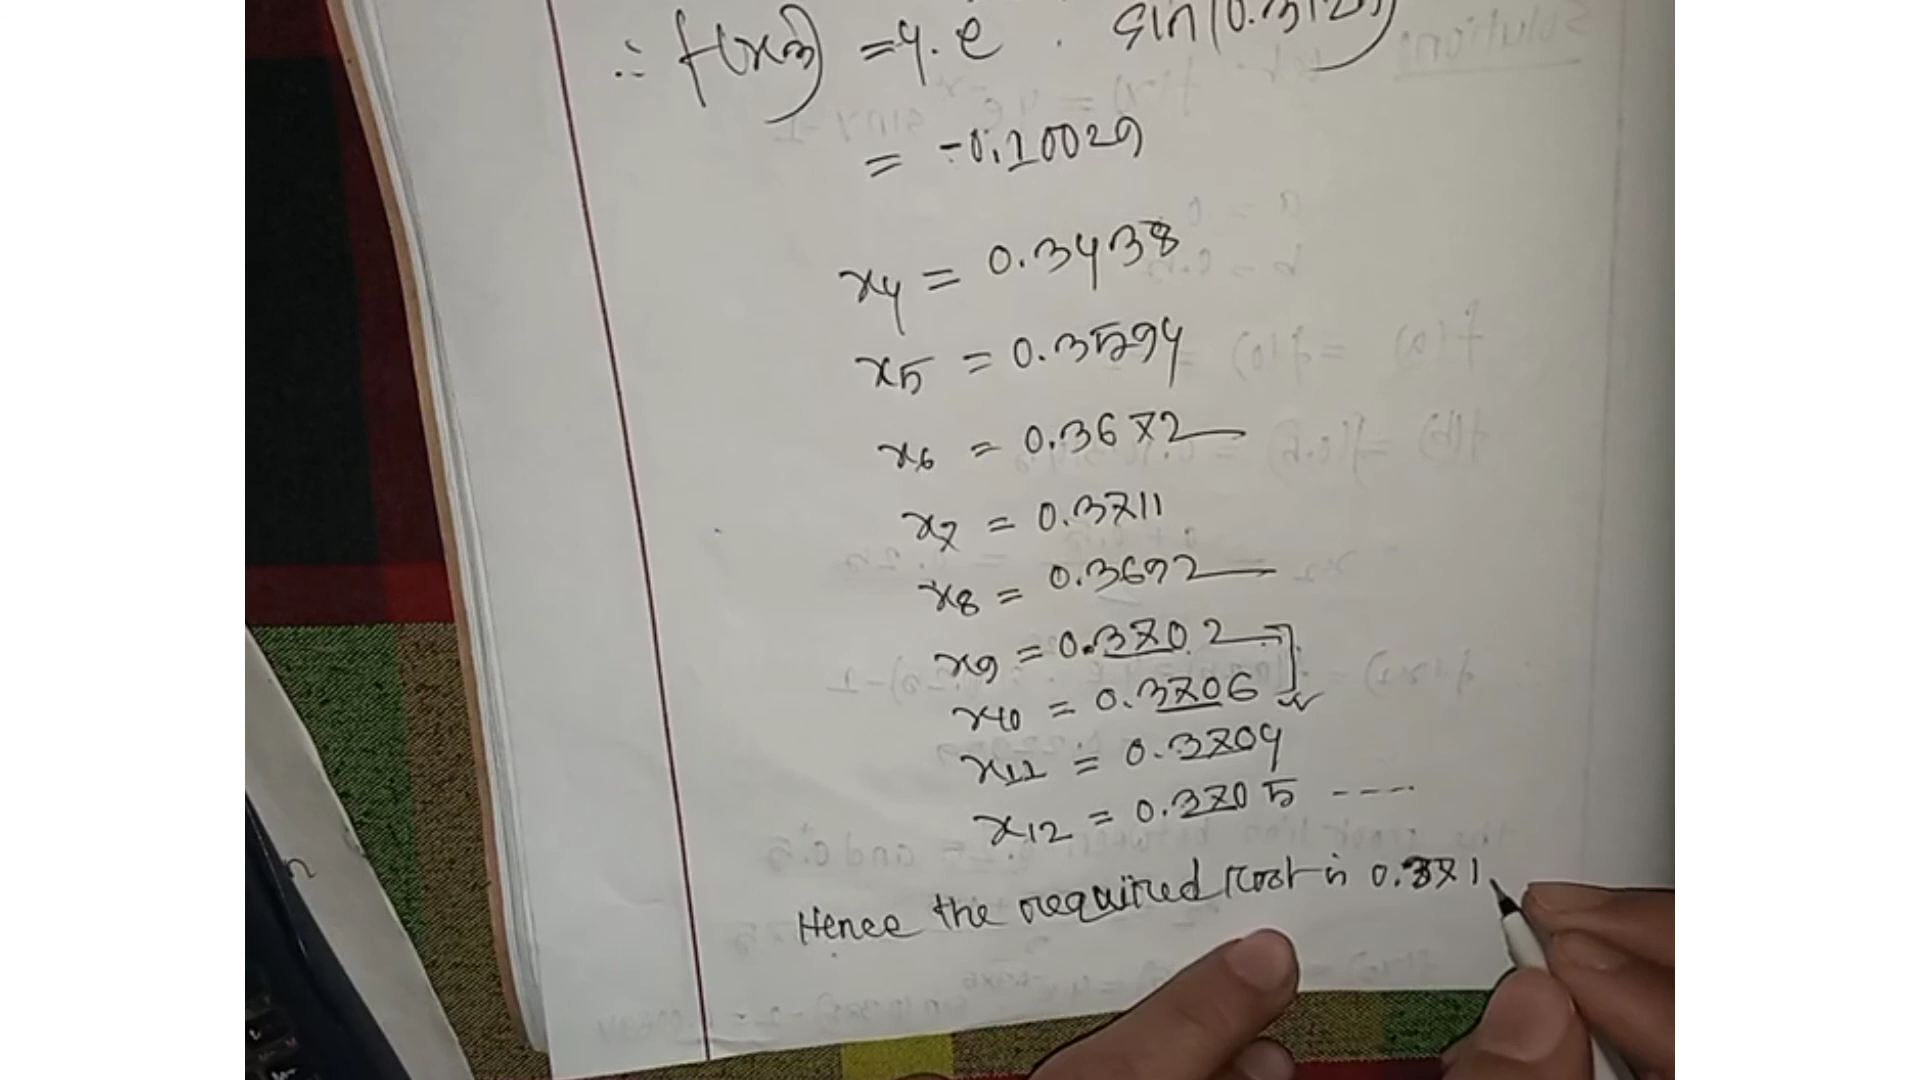 ∴ f(x3) = 4.e . sin(0.3125)
= -0.10029
x4 = 0.3438
x5 = 0.3594
x6 = 0.3672
x7 = 0.3711
x8 = 0.3692
x9 = 0.3702
x10 = 0.3706
x11 = 0.3704
x12 = 0.3705 ----
Hence the required root is 0.371